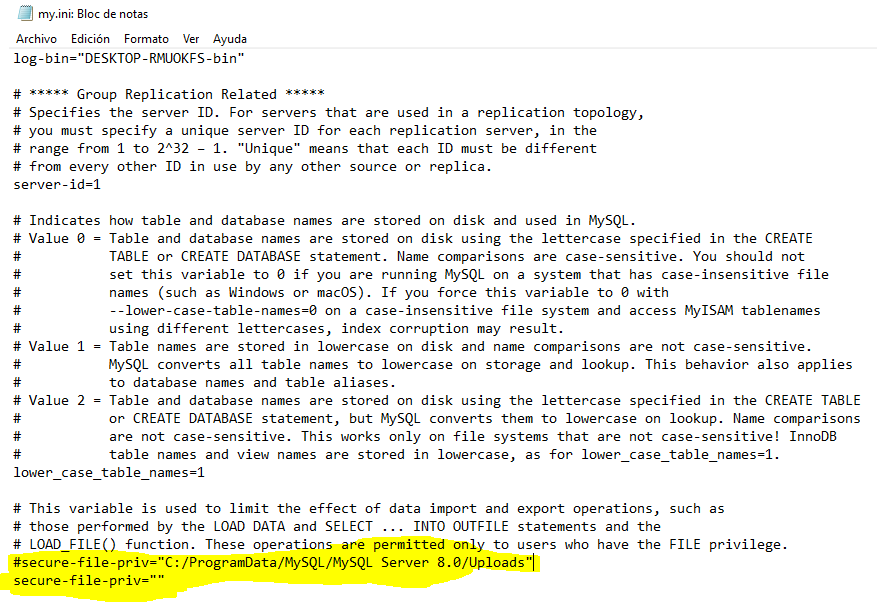 my.ini: Bloc de notas
Archivo Edición Formato Ver Ayuda
log-bin="DESKTOP-RMUOKFS-bin"

# ***** Group Replication Related *****
# Specifies the server ID. For servers that are used in a replication topology,
# you must specify a unique server ID for each replication server, in the
# range from 1 to 2^32 − 1. "Unique" means that each ID must be different
# from every other ID in use by any other source or replica.
server-id=1

# Indicates how table and database names are stored on disk and used in MySQL.
# Value 0 = Table and database names are stored on disk using the lettercase specified in the CREATE
#           TABLE or CREATE DATABASE statement. Name comparisons are case-sensitive. You should not
#           set this variable to 0 if you are running MySQL on a system that has case-insensitive file
#           names (such as Windows or macOS). If you force this variable to 0 with
#           --lower-case-table-names=0 on a case-insensitive file system and access MyISAM tablenames
#           using different lettercases, index corruption may result.
# Value 1 = Table names are stored in lowercase on disk and name comparisons are not case-sensitive.
#           MySQL converts all table names to lowercase on storage and lookup. This behavior also applies
#           to database names and table aliases.
# Value 2 = Table and database names are stored on disk using the lettercase specified in the CREATE TABLE
#           or CREATE DATABASE statement, but MySQL converts them to lowercase on lookup. Name comparisons
#           are not case-sensitive. This works only on file systems that are not case-sensitive! InnoDB
#           table names and view names are stored in lowercase, as for lower_case_table_names=1.
lower_case_table_names=1

# This variable is used to limit the effect of data import and export operations, such as
# those performed by the LOAD DATA and SELECT ... INTO OUTFILE statements and the
# LOAD_FILE() function. These operations are permitted only to users who have the FILE privilege.
#secure-file-priv="C:/ProgramData/MySQL/MySQL Server 8.0/Uploads"
secure-file-priv=""